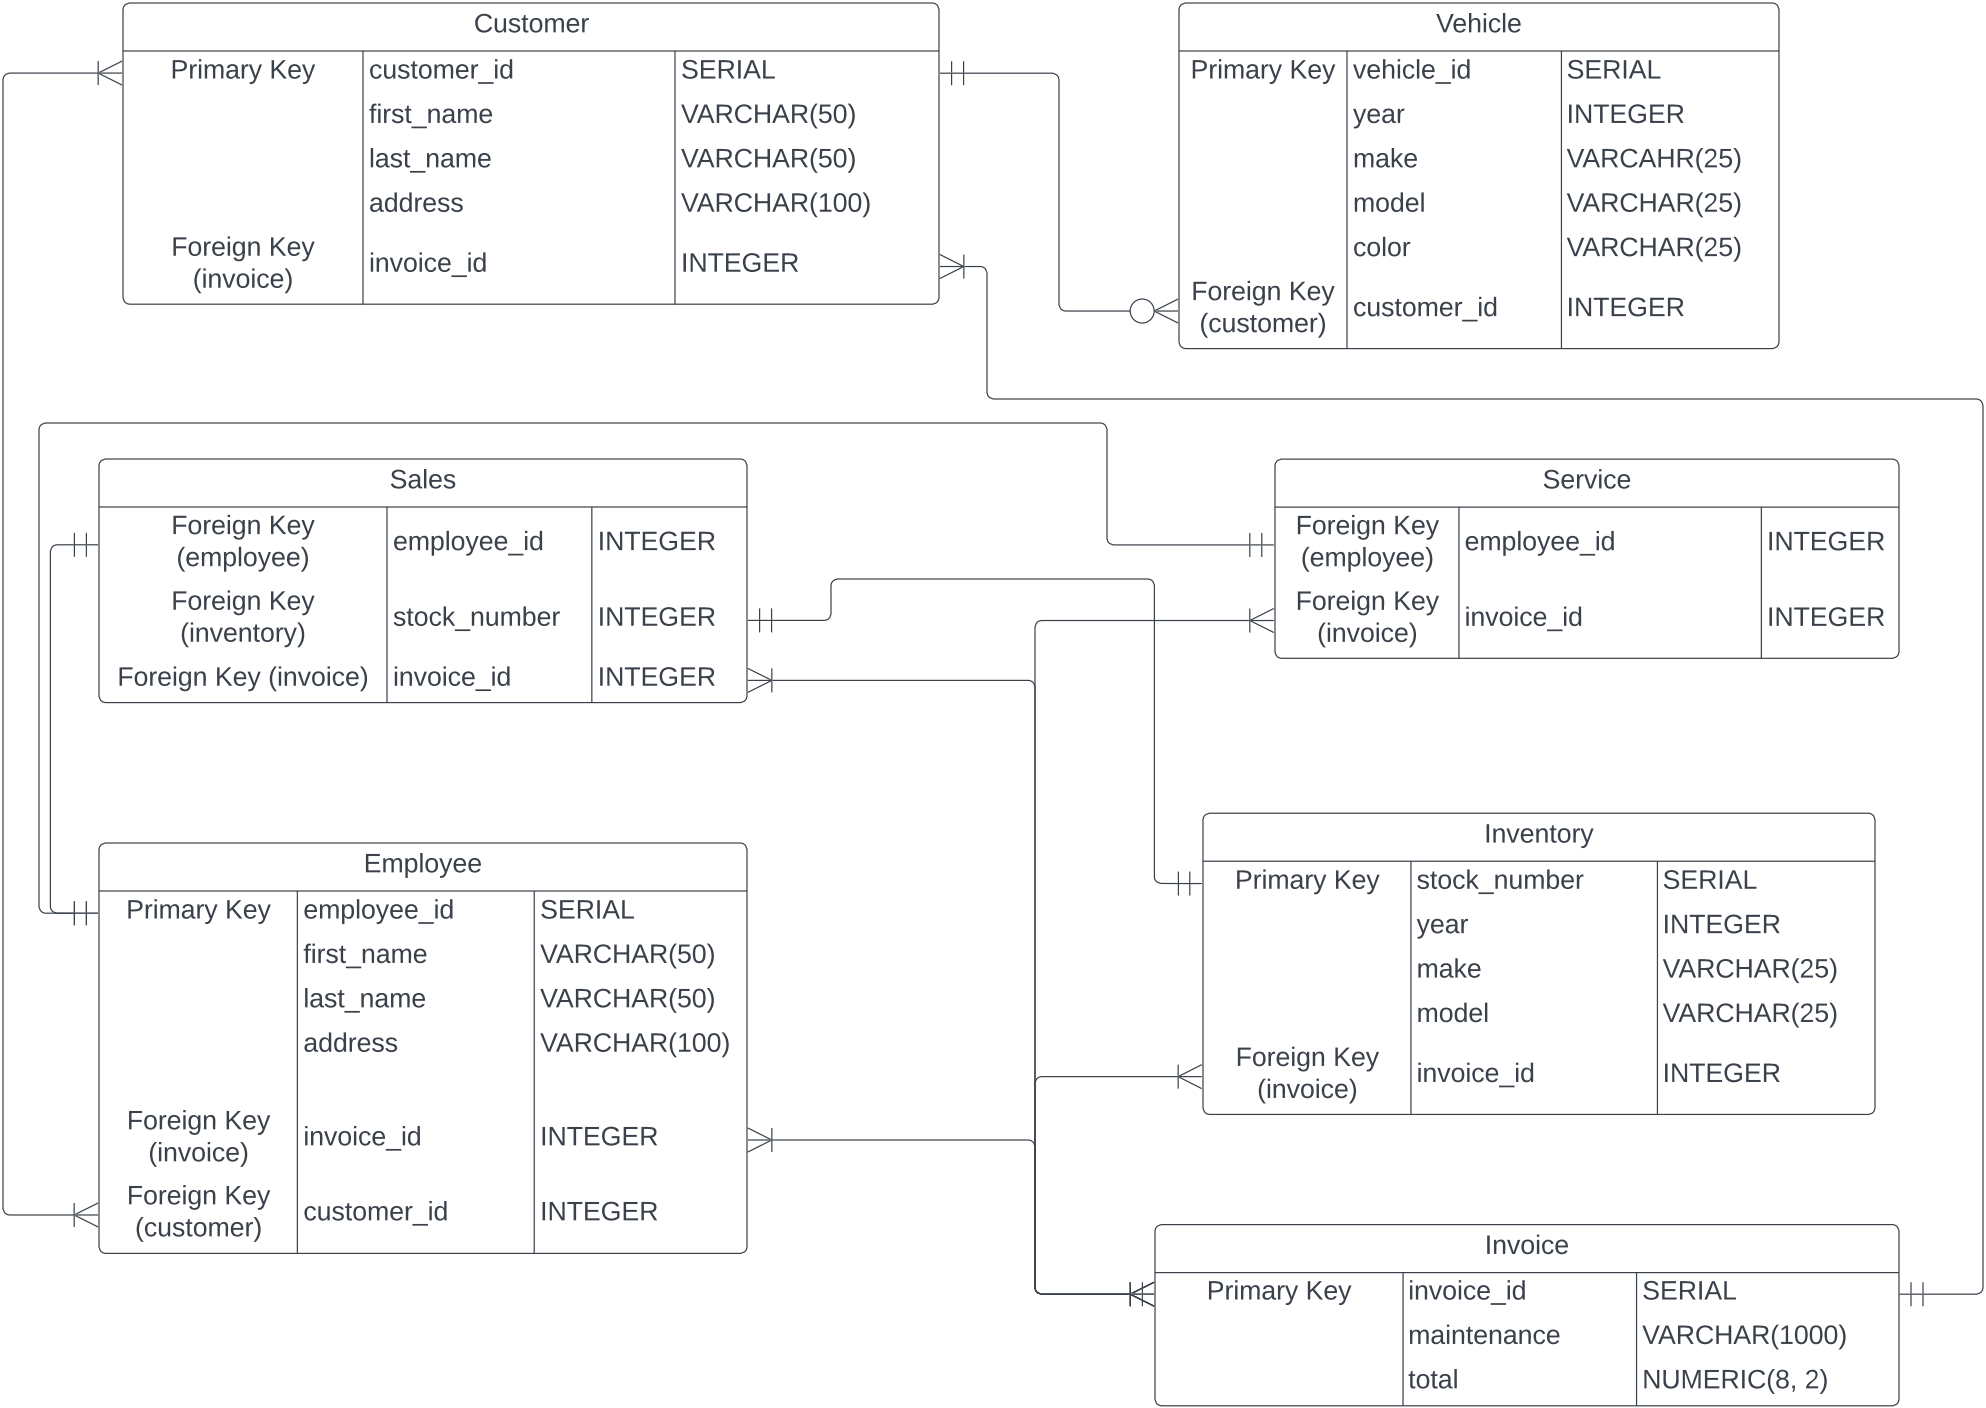 Customer
Primary Key customer_id SERIAL
first_name VARCHAR(50)
last_name VARCHAR(50)
address VARCHAR(100)
Foreign Key
(invoice) invoice_id INTEGER
Vehicle
Primary Key vehicle_id SERIAL
year INTEGER
make VARCAHR(25)
model VARCHAR(25)
color VARCHAR(25)
Foreign Key
(customer) customer_id INTEGER
Sales
Foreign Key
(employee) employee_id INTEGER
Foreign Key
(inventory) stock_number INTEGER
Foreign Key (invoice) invoice_id INTEGER
Service
Foreign Key
(employee) employee_id INTEGER
Foreign Key
(invoice) invoice_id INTEGER
Employee
Primary Key employee_id SERIAL
first_name VARCHAR(50)
last_name VARCHAR(50)
address VARCHAR(100)
Foreign Key
(invoice) invoice_id INTEGER
Foreign Key
(customer) customer_id INTEGER
Inventory
Primary Key stock_number SERIAL
year INTEGER
make VARCHAR(25)
model VARCHAR(25)
Foreign Key
(invoice) invoice_id INTEGER
Invoice
Primary Key invoice_id SERIAL
maintenance VARCHAR(1000)
total NUMERIC(8, 2)